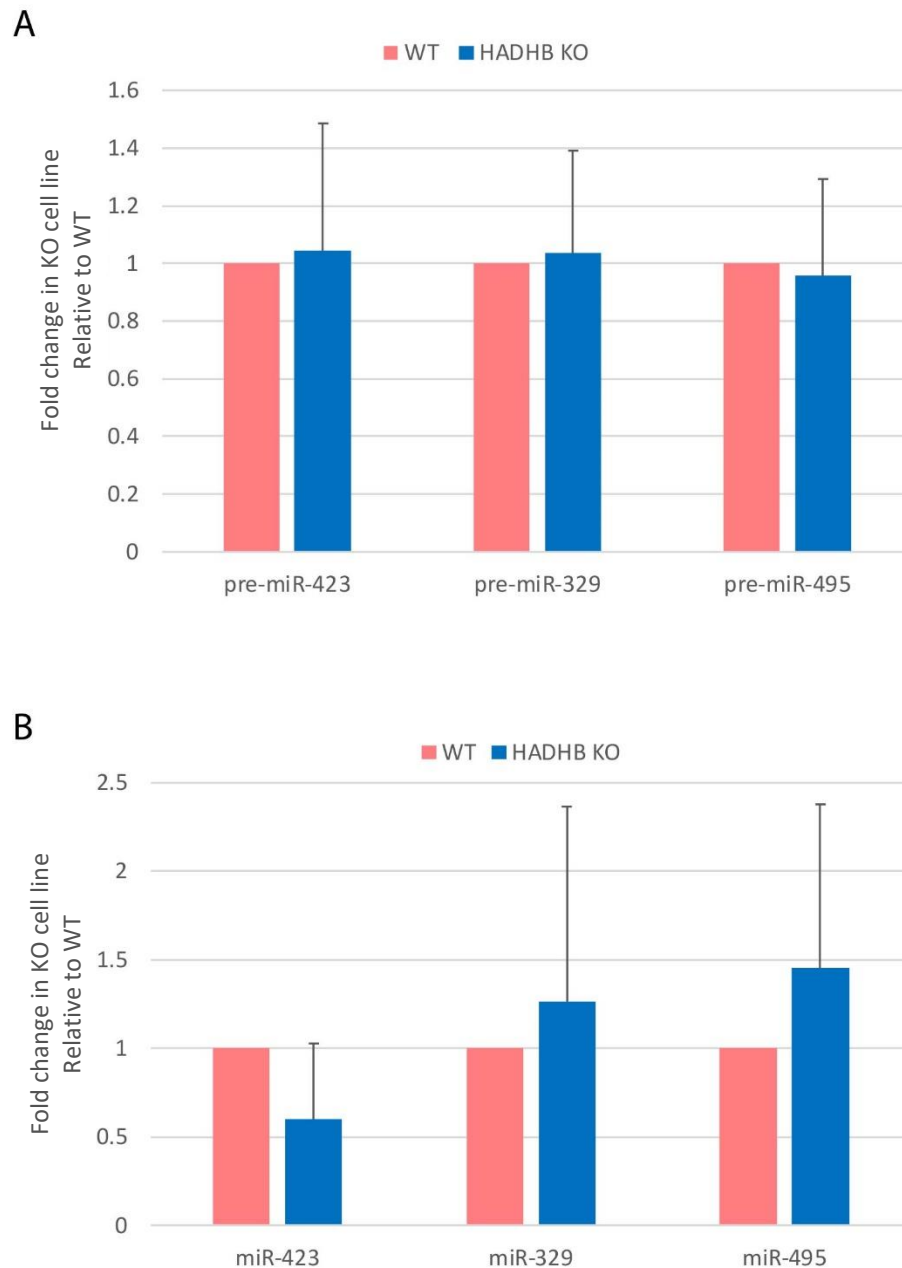 A
WT HADHB KO
Fold change in KO cell line
Relative to WT
1.6
1.4
1.2
1
0.8
0.6
0.4
0.2
0
pre-miR-423 pre-miR-329 pre-miR-495
B
WT HADHB KO
Fold change in KO cell line
Relative to WT
2.5
2
1.5
1
0.5
0
miR-423 miR-329 miR-495